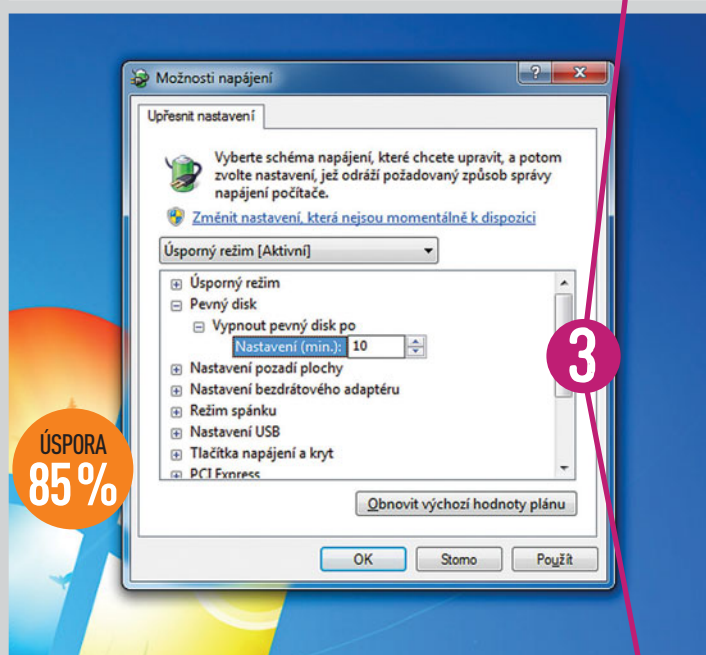 Možnosti napájení
Upřesnit nastavení
Vyberte schéma napájení, které chcete upravit, a potom
zvolte nastavení, jež odráží požadovaný způsob správy
napájení počítače.
Změnit nastavení, která nejsou momentálně k dispozici
Úsporný režim [Aktivní]
Úsporný režim
Pevný disk
Vypnout pevný disk po
Nastavení (min.): 10
Nastavení pozadí plochy
Nastavení bezdrátového adaptéru
Režim spánku
Nastavení USB
Tlačítka napájení a kryt
PCI Express
Obnovit výchozí hodnoty plánu
OK Storno Použít
3
ÚSPORA
85%